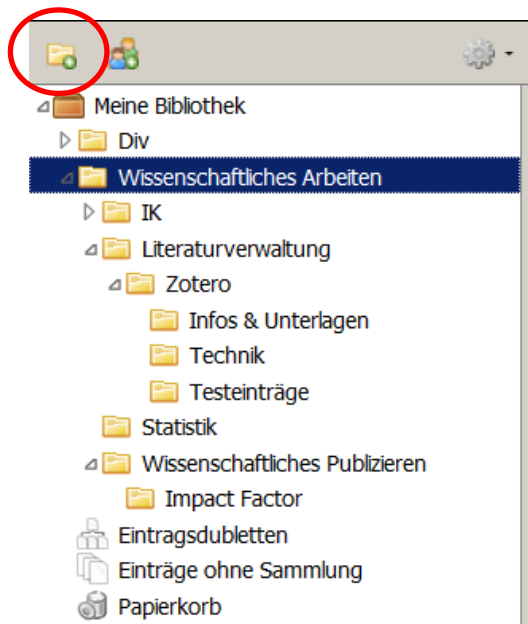 Meine Bibliothek
Div
Wissenschaftliches Arbeiten
IK
Literaturverwaltung
Zotero
Infos & Unterlagen
Technik
Testeinträge
Statistik
Wissenschaftliches Publizieren
Impact Factor
Eintragsdubletten
Einträge ohne Sammlung
Papierkorb